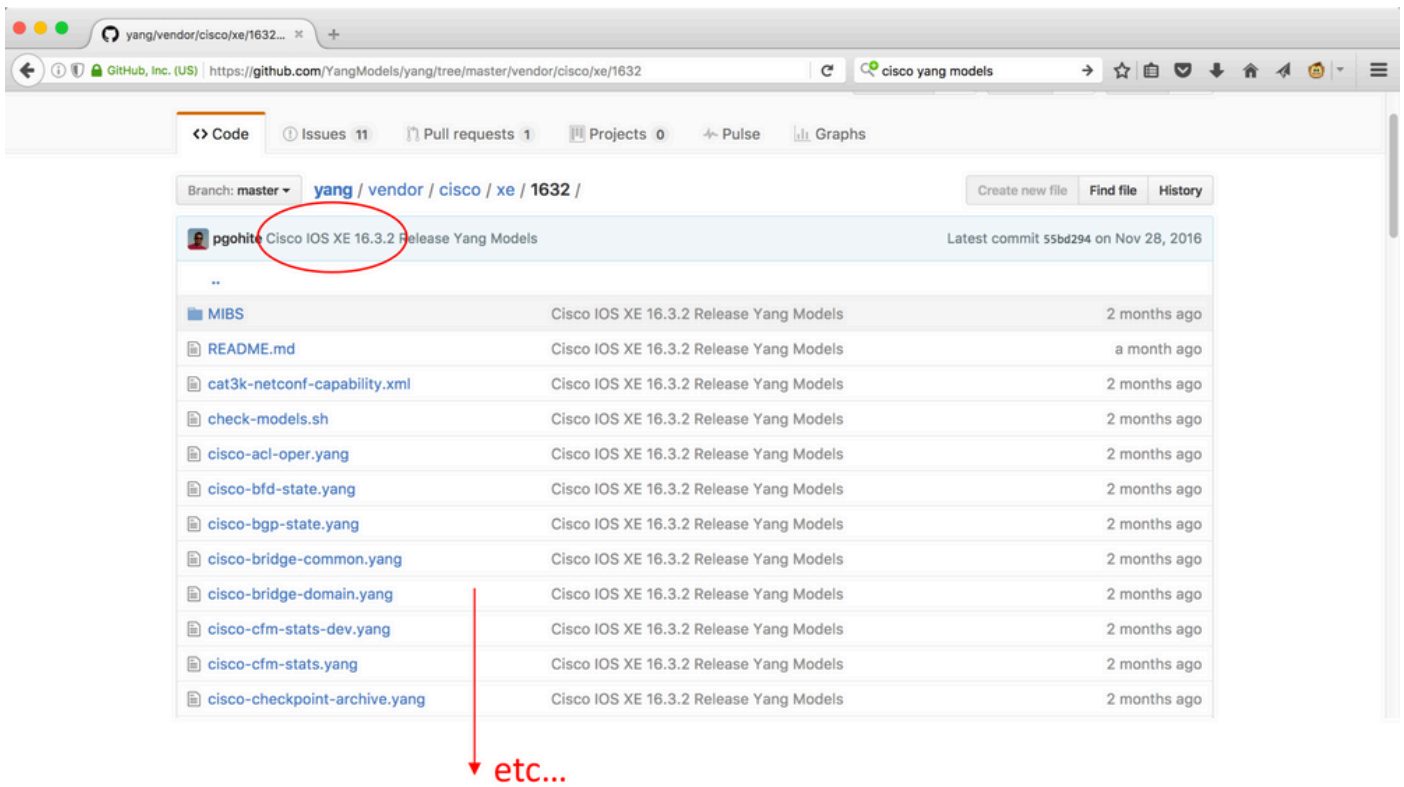 yang/vendor/cisco/xe/1632...
GitHub, Inc. (US) https://github.com/YangModels/yang/tree/master/vendor/cisco/xe/1632 cisco yang models
Code Issues 11 Pull requests 1 Projects 0 Pulse Graphs
Branch: master yang / vendor / cisco / xe / 1632 / Create new file Find file History
pgohite Cisco IOS XE 16.3.2 Release Yang Models Latest commit 55bd294 on Nov 28, 2016
..
MIBS Cisco IOS XE 16.3.2 Release Yang Models 2 months ago
README.md Cisco IOS XE 16.3.2 Release Yang Models a month ago
cat3k-netconf-capability.xml Cisco IOS XE 16.3.2 Release Yang Models 2 months ago
check-models.sh Cisco IOS XE 16.3.2 Release Yang Models 2 months ago
cisco-acl-oper.yang Cisco IOS XE 16.3.2 Release Yang Models 2 months ago
cisco-bfd-state.yang Cisco IOS XE 16.3.2 Release Yang Models 2 months ago
cisco-bgp-state.yang Cisco IOS XE 16.3.2 Release Yang Models 2 months ago
cisco-bridge-common.yang Cisco IOS XE 16.3.2 Release Yang Models 2 months ago
cisco-bridge-domain.yang Cisco IOS XE 16.3.2 Release Yang Models 2 months ago
cisco-cfm-stats-dev.yang Cisco IOS XE 16.3.2 Release Yang Models 2 months ago
cisco-cfm-stats.yang Cisco IOS XE 16.3.2 Release Yang Models 2 months ago
cisco-checkpoint-archive.yang Cisco IOS XE 16.3.2 Release Yang Models 2 months ago
etc...